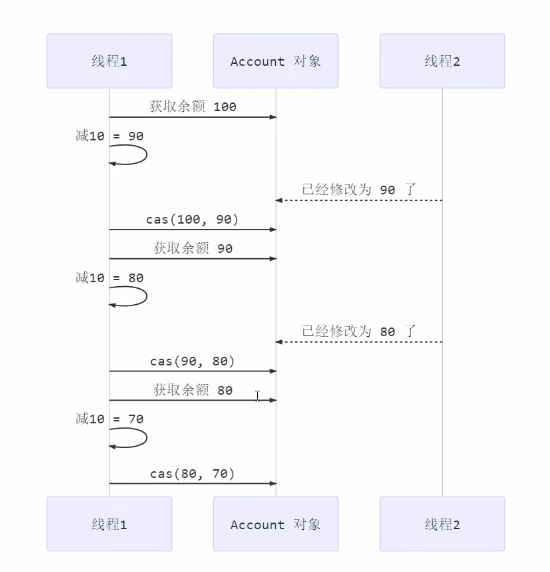 线程1
Account 对象
线程2
获取余额 100
减10 = 90
已经修改为 90 了
cas(100, 90)
获取余额 90
减10 = 80
已经修改为 80 了
cas(90, 80)
获取余额 80
减10 = 70
cas(80, 70)
线程1
Account 对象
线程2